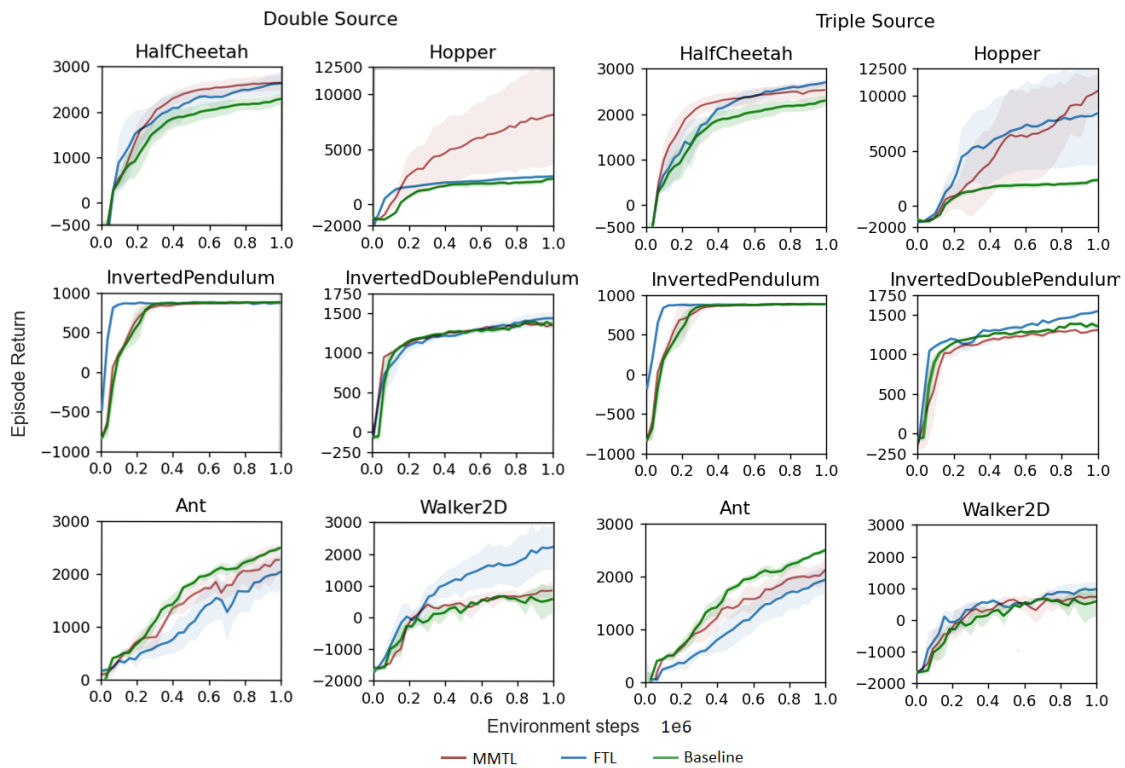 Double Source
Triple Source
HalfCheetah
Hopper
HalfCheetah
Hopper
3000
2000
1000
0
−500
0.0 0.2 0.4 0.6 0.8 1.0
12500
10000
5000
0
−2000
0.0 0.2 0.4 0.6 0.8 1.0
3000
2000
1000
0
−500
0.0 0.2 0.4 0.6 0.8 1.0
12500
10000
5000
0
−2000
0.0 0.2 0.4 0.6 0.8 1.0
Episode Return
InvertedPendulum
InvertedDoublePendulum
InvertedPendulum
InvertedDoublePendulum
1000
500
0
−500
−1000
0.0 0.2 0.4 0.6 0.8 1.0
1750
1500
1000
500
0
−250
0.0 0.2 0.4 0.6 0.8 1.0
1000
500
0
−500
−1000
0.0 0.2 0.4 0.6 0.8 1.0
1750
1500
1000
500
0
−250
0.0 0.2 0.4 0.6 0.8 1.0
Ant
Walker2D
Ant
Walker2D
3000
2000
1000
0
0.0 0.2 0.4 0.6 0.8 1.0
3000
2000
1000
0
−1000
−2000
0.0 0.2 0.4 0.6 0.8 1.0
3000
2000
1000
0
0.0 0.2 0.4 0.6 0.8 1.0
3000
2000
1000
0
−1000
−2000
0.0 0.2 0.4 0.6 0.8 1.0
Environment steps 1e6
MMTL FTL Baseline